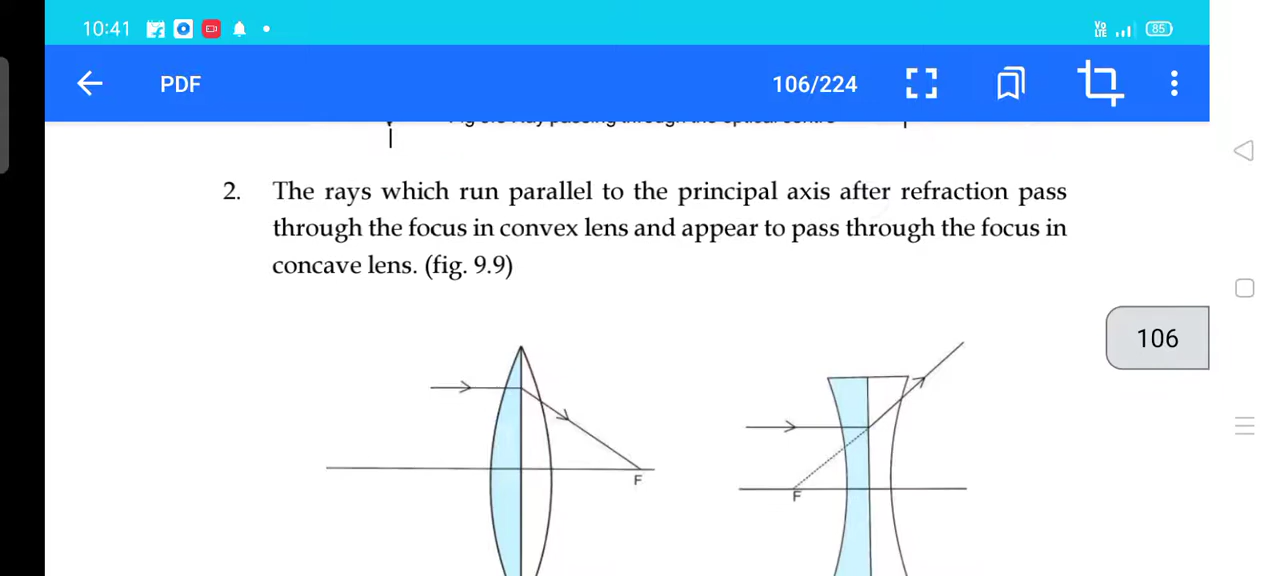 10:41
Vo LTE 85
PDF
106/224
2. The rays which run parallel to the principal axis after refraction pass
through the focus in convex lens and appear to pass through the focus in
concave lens. (fig. 9.9)
106
F
F